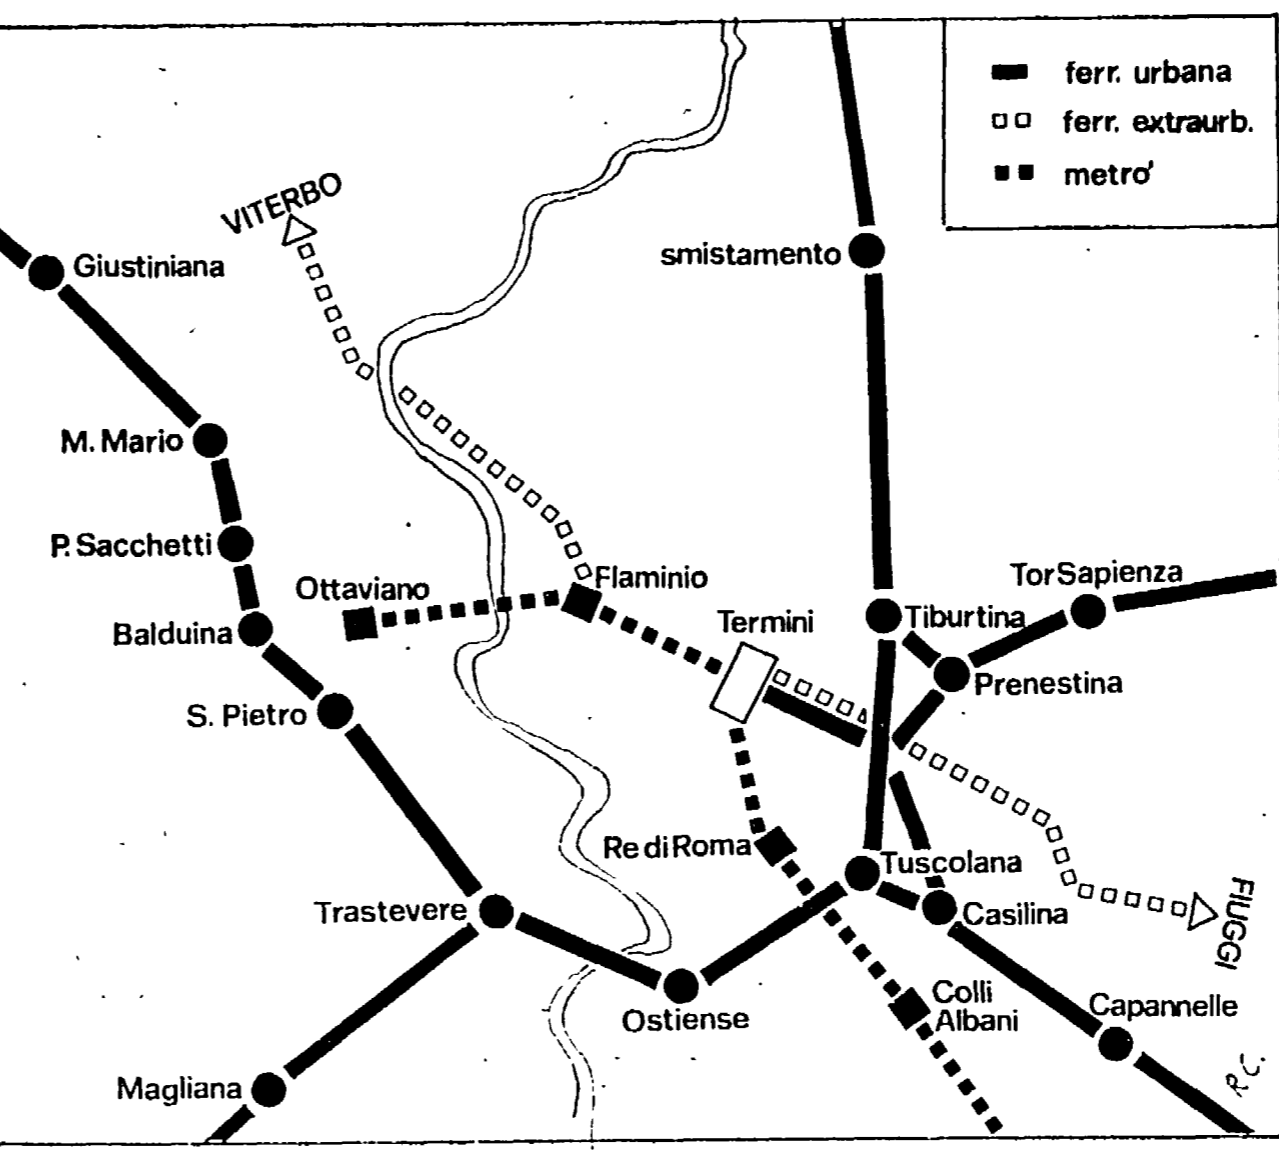 ferr. urbana
ferr. extraurb.
metro'
VITERBO
Giustiniana
smistamento
M. Mario
P. Sacchetti
Ottaviano
Flaminio
TorSapienza
Termini
Tiburtina
Balduina
Prenestina
S. Pietro
Re di Roma
Tuscolana
Trastevere
Casilina
FIUGGI
Ostiense
Colli
Albani
Capannelle
Magliana
R.C.